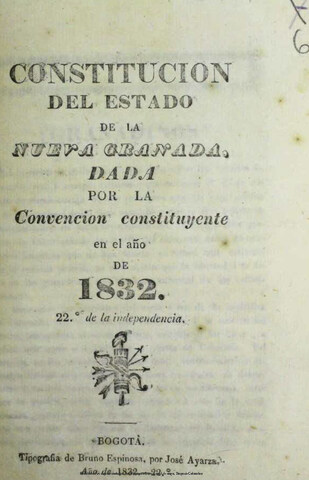 CONSTITUCION
DEL ESTADO
DE LA
NUEVA GRANADA,
DADA
POR LA
Convencion constituyente
en el año
DE
1832.
22.º de la independencia.
BOGOTÁ.
Tipografia de Bruno Espinosa, por José Ayarza.
Año de 1832.—22.º